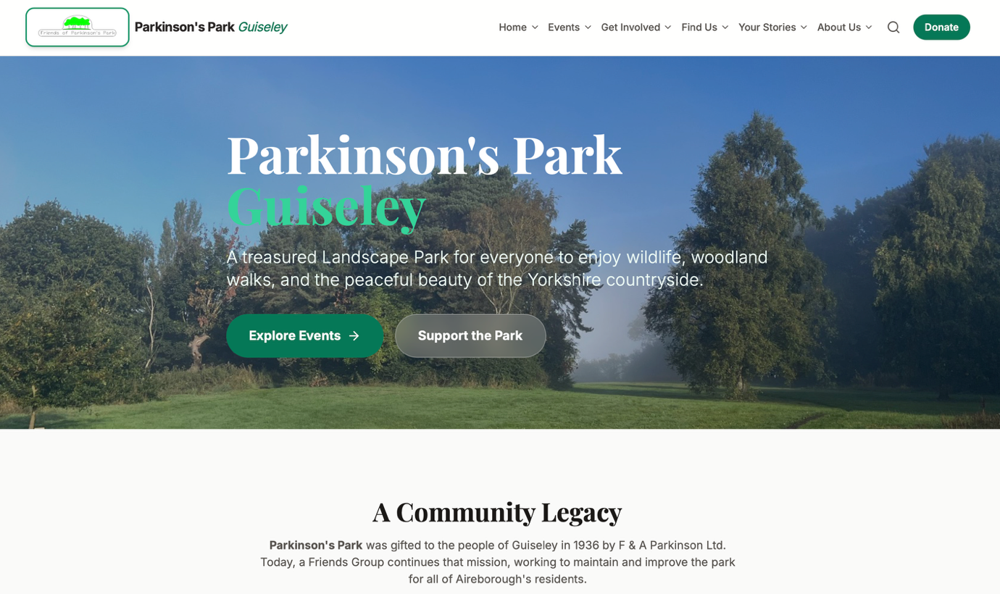 Friends of Parkinson's Park
Parkinson's Park Guiseley
Home
Events
Get Involved
Find Us
Your Stories
About Us
Donate
Parkinson's Park
Guiseley
A treasured Landscape Park for everyone to enjoy wildlife, woodland
walks, and the peaceful beauty of the Yorkshire countryside.
Explore Events
Support the Park
A Community Legacy
Parkinson's Park was gifted to the people of Guiseley in 1936 by F & A Parkinson Ltd.
Today, a Friends Group continues that mission, working to maintain and improve the park
for all of Aireborough's residents.